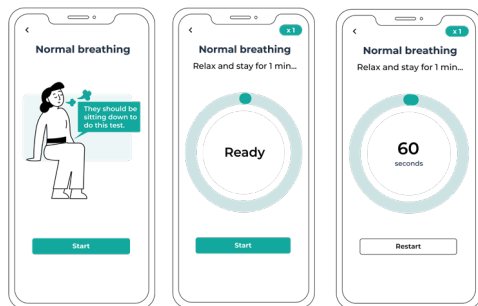 Normal breathing
They should be
sitting down to
do this test.
Start
x 1
Normal breathing
Relax and stay for 1 min...
Ready
Start
x 1
Normal breathing
Relax and stay for 1 min...
60
seconds
Restart